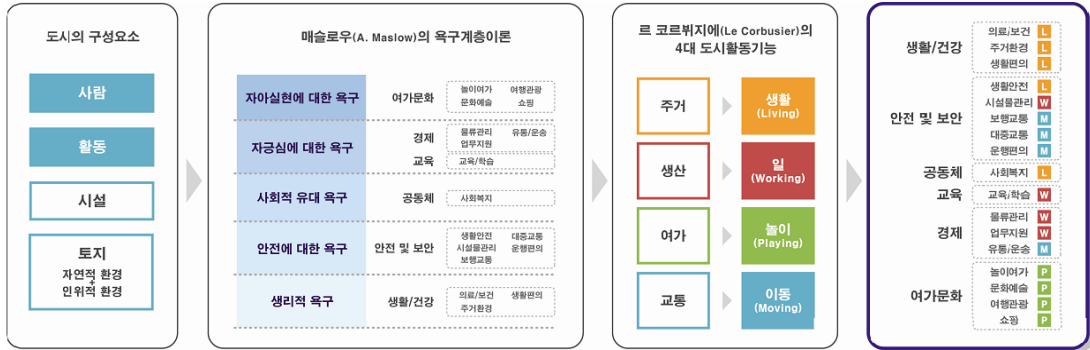 도시의 구성요소
사람
활동
시설
토지
자연적 환경
+
인위적 환경
매슬로우(A. Maslow)의 욕구계층이론
자아실현에 대한 욕구
여가문화
놀이여가 여행관광
문화예술 쇼핑
자긍심에 대한 욕구
경제
물류관리 유통/운송
업무지원
교육
교육/학습
사회적 유대 욕구
공동체
사회복지
안전에 대한 욕구
안전 및 보안
생활안전 대중교통
시설물관리 운행편의
보행교통
생리적 욕구
생활/건강
의료/보건 생활편의
주거환경
르 코르뷔지에(Le Corbusier)의
4대 도시활동기능
주거
생활
(Living)
생산
일
(Working)
여가
놀이
(Playing)
교통
이동
(Moving)
생활/건강
의료/보건 L
주거환경 L
생활편의 L
안전 및 보안
생활안전 L
시설물관리 W
보행교통 M
대중교통 M
운행편의 M
공동체
사회복지 L
교육
교육/학습 W
경제
물류관리 W
업무지원 W
유통/운송 M
여가문화
놀이여가 P
문화예술 P
여행관광 P
쇼핑 P